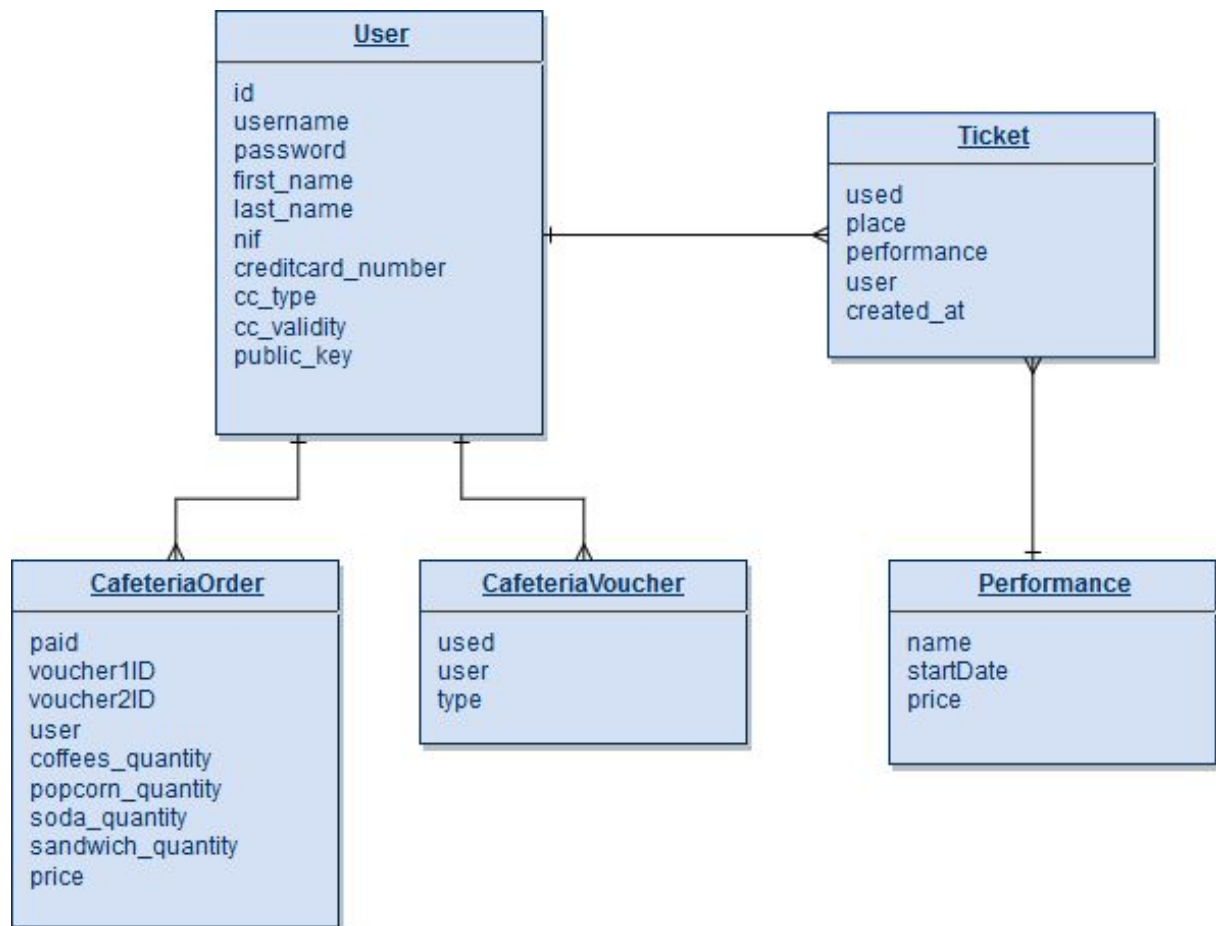 User
id
username
password
first_name
last_name
nif
creditcard_number
cc_type
cc_validity
public_key
Ticket
used
place
performance
user
created_at
CafeteriaOrder
paid
voucher1ID
voucher2ID
user
coffees_quantity
popcorn_quantity
soda_quantity
sandwich_quantity
price
CafeteriaVoucher
used
user
type
Performance
name
startDate
price